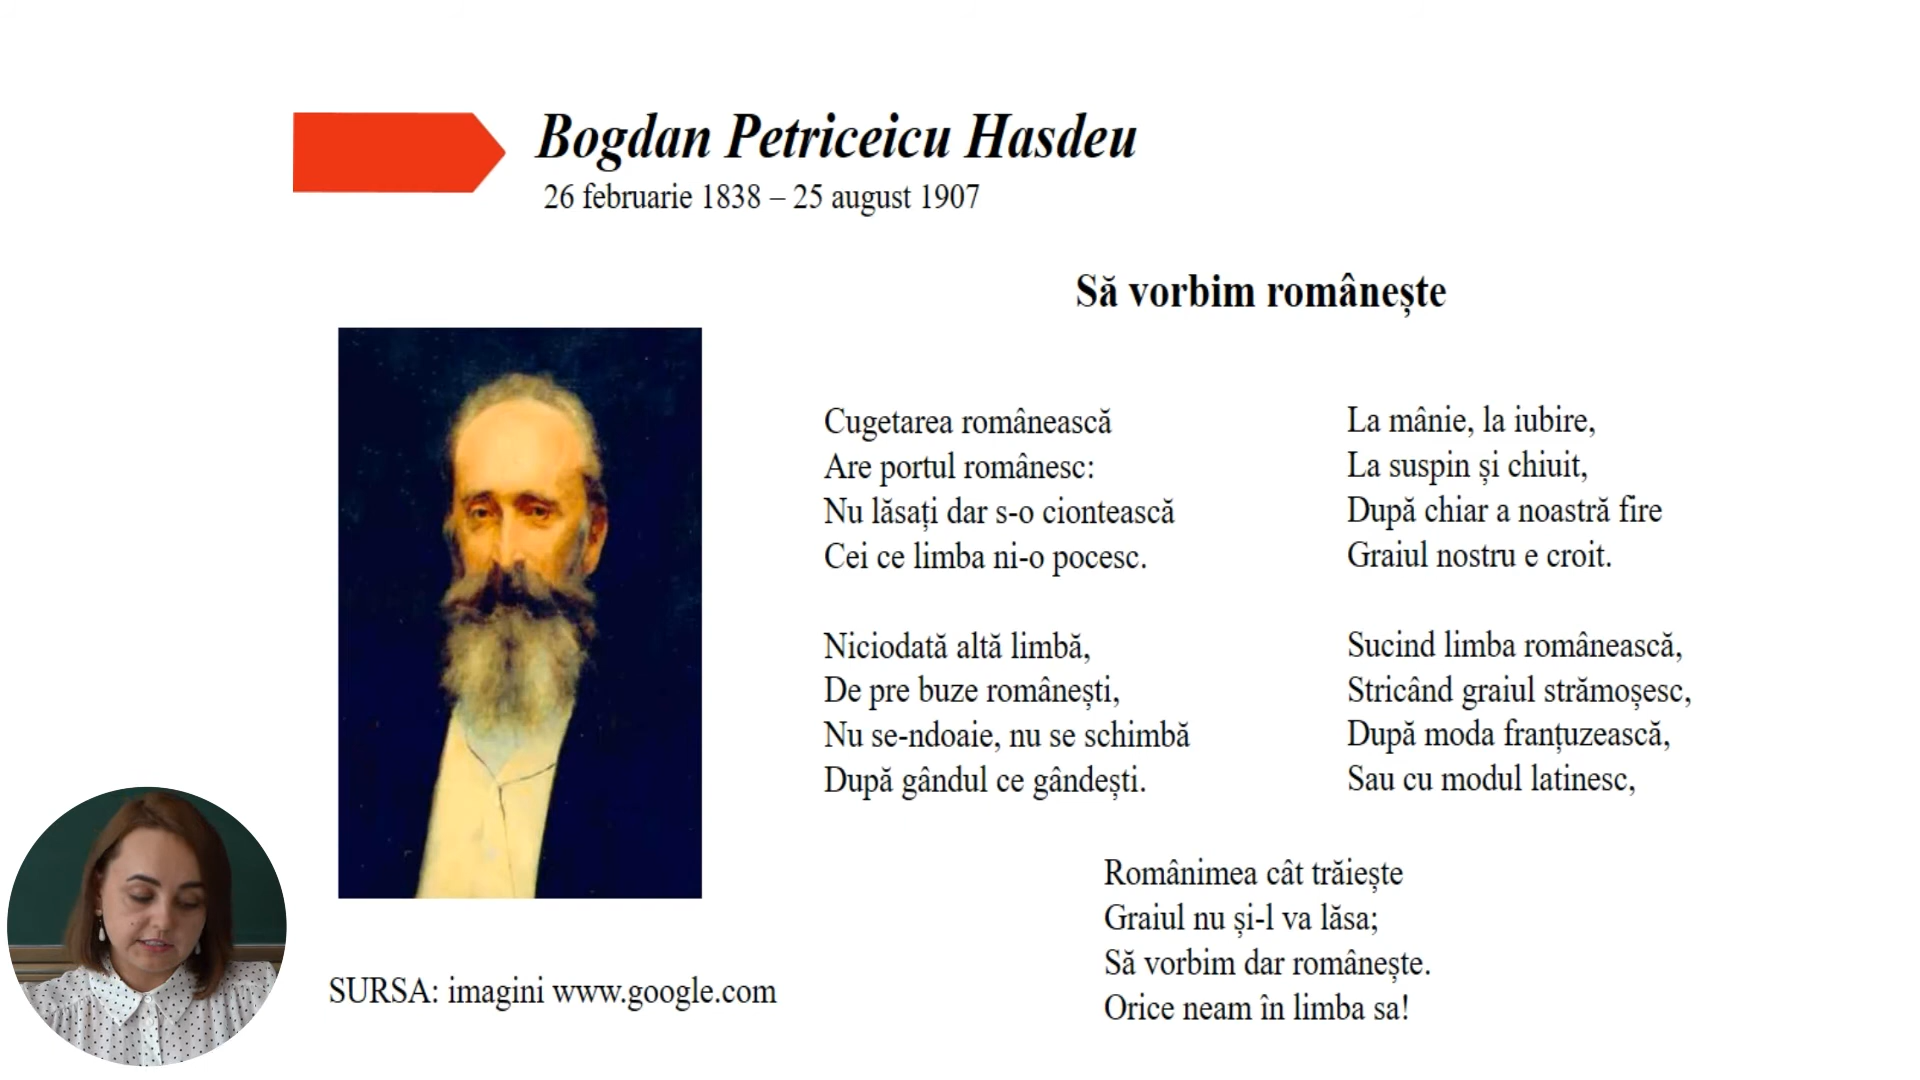 Bogdan Petriceicu Hasdeu
26 februarie 1838 – 25 august 1907
Să vorbim românește
Cugetarea românească
Are portul românesc:
Nu lăsați dar s-o ciontească
Cei ce limba ni-o pocesc.
Niciodată altă limbă,
De pre buze românești,
Nu se-ndoaie, nu se schimbă
După gândul ce gândești.
La mânie, la iubire,
La suspin și chiuit,
După chiar a noastră fire
Graiul nostru e croit.
Sucind limba românească,
Stricând graiul strămoșesc,
După moda franțuzească,
Sau cu modul latinesc,
Românimea cât trăiește
Graiul nu și-l va lăsa;
Să vorbim dar românește.
Orice neam în limba sa!
SURSA: imagini www.google.com